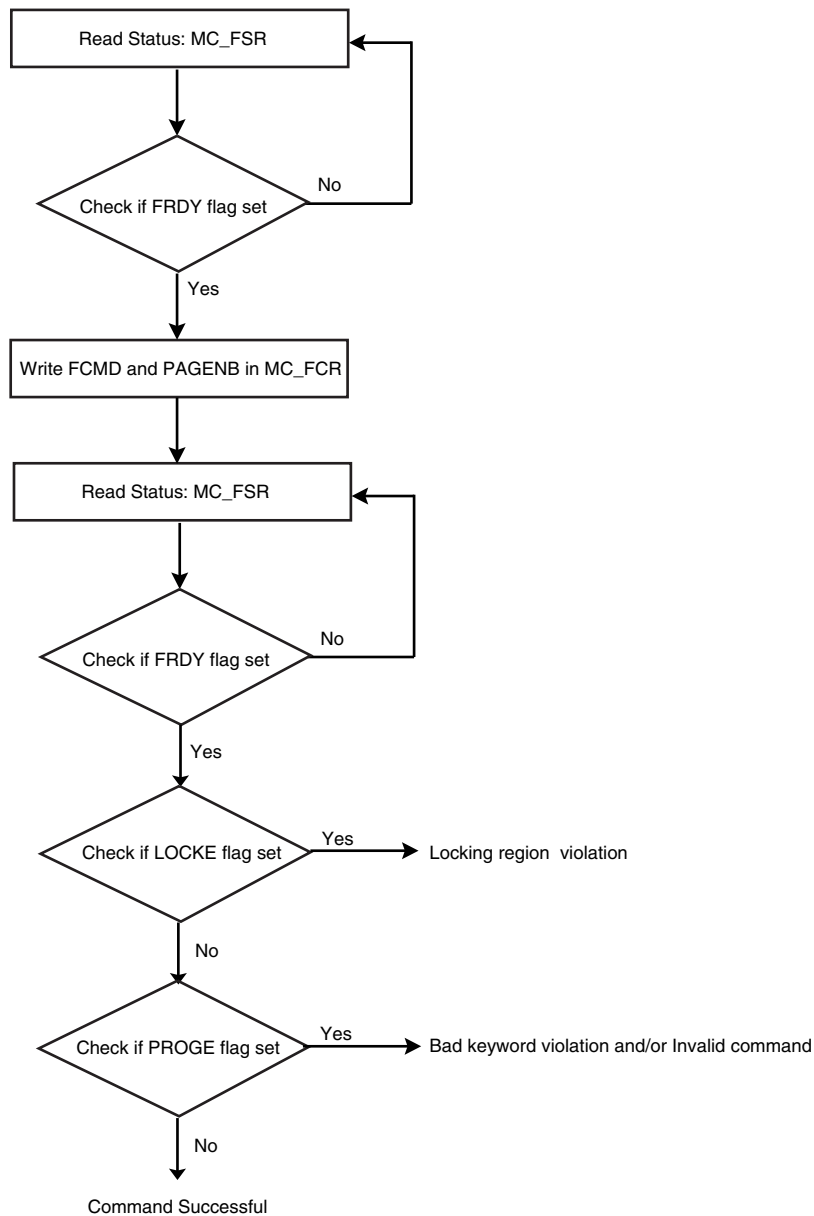 Read Status: MC_FSR
No
Check if FRDY flag set
Yes
Write FCMD and PAGENB in MC_FCR
Read Status: MC_FSR
No
Check if FRDY flag set
Yes
Check if LOCKE flag set
Yes
Locking region violation
No
Check if PROGE flag set
Yes
Bad keyword violation and/or Invalid command
No
Command Successful